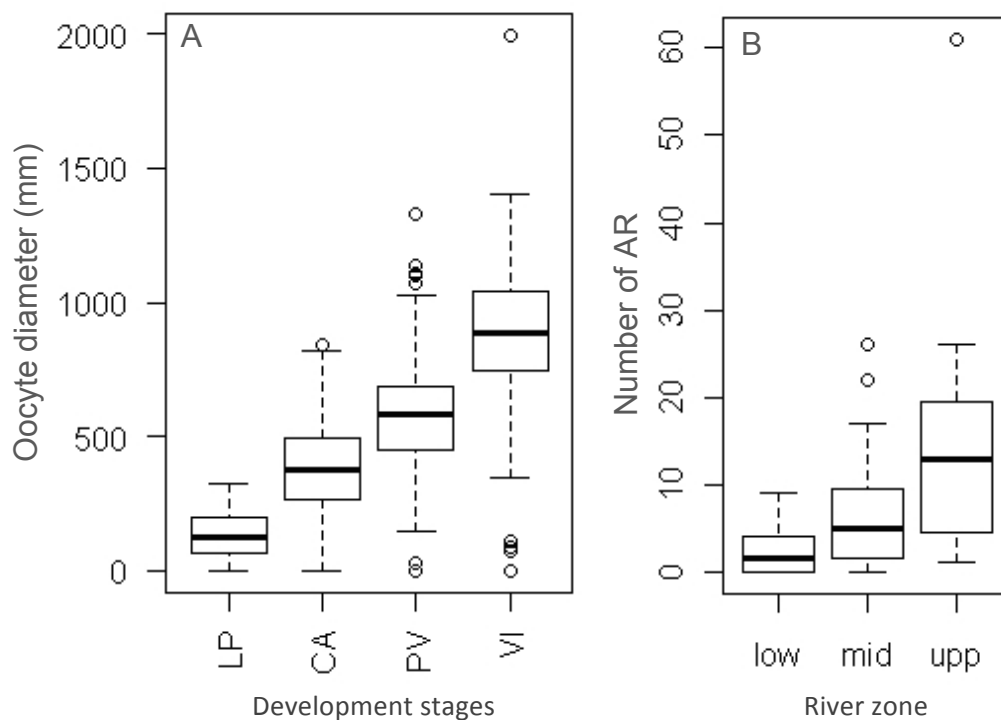 A
Oocyte diameter (mm)
2000
1500
1000
500
0
LP
CA
PV
VI
Development stages
B
Number of AR
60
50
40
30
20
10
0
low mid upp
River zone